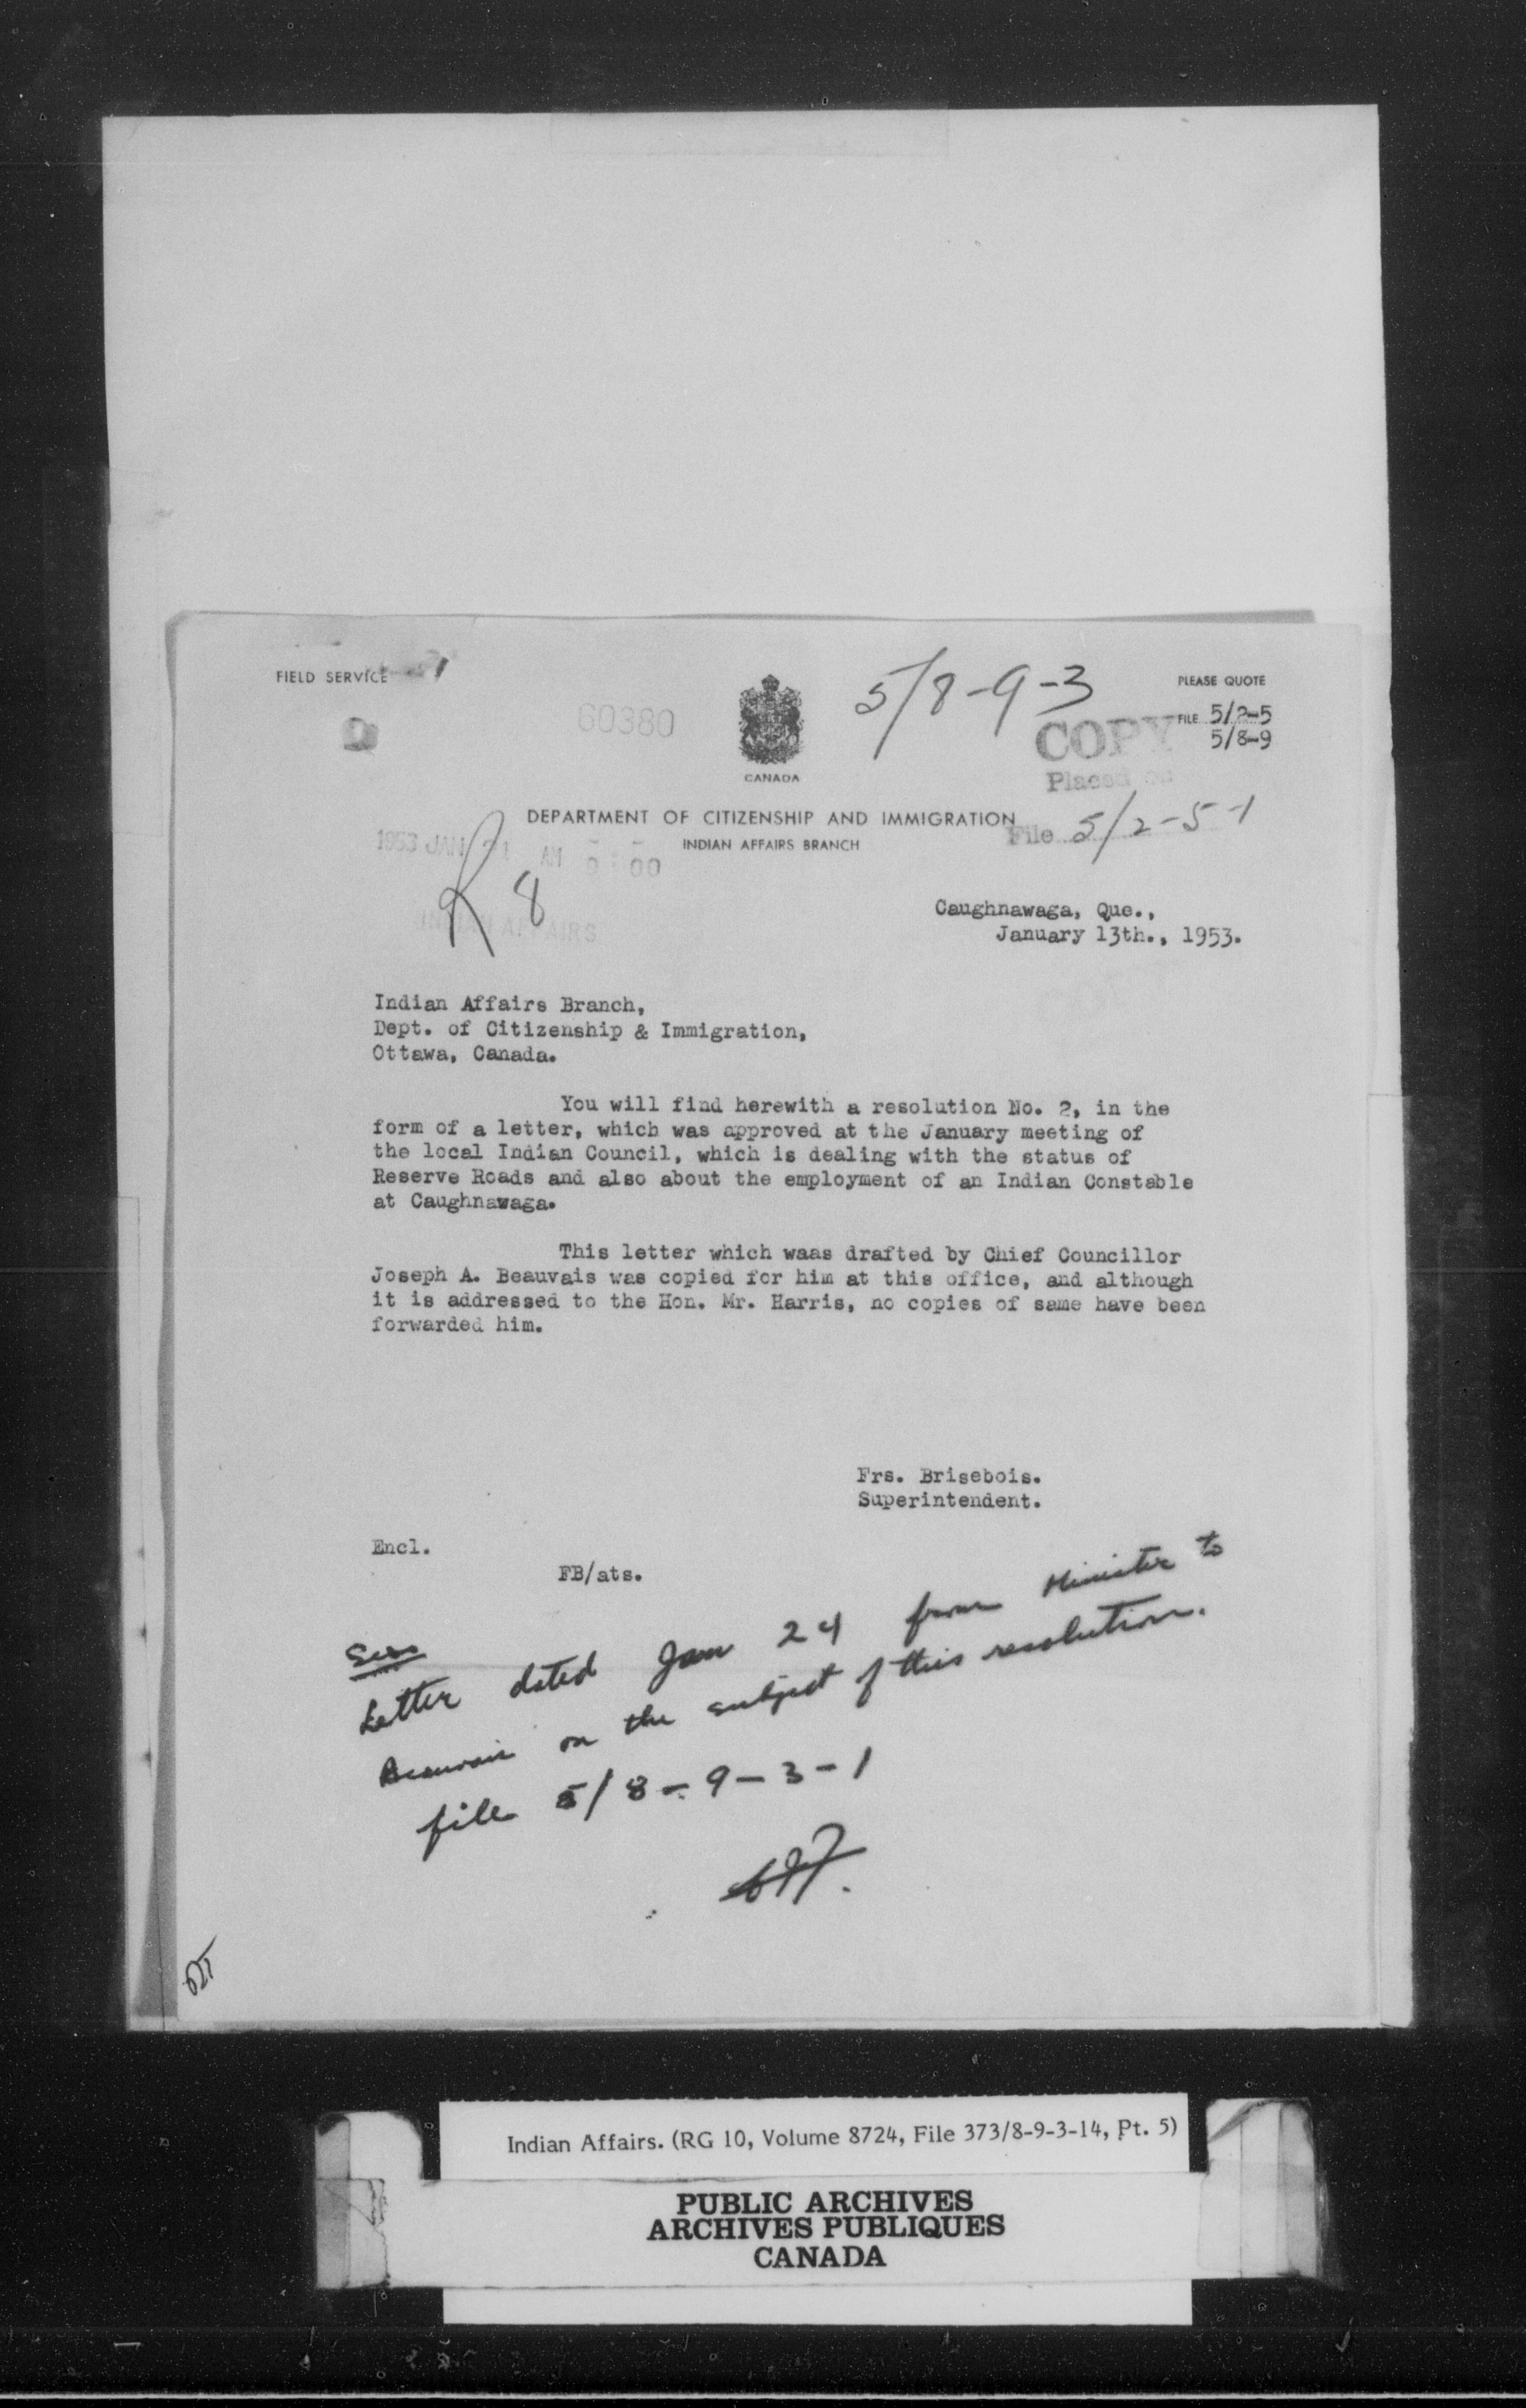 FIELD SERVICE
60380
CANADA
5/8-9-3
PLEASE QUOTE
FILE 5/2-5
5/8-9
COPY
Placed on
File 5/2-5-1
DEPARTMENT OF CITIZENSHIP AND IMMIGRATION
INDIAN AFFAIRS BRANCH
1953 JAN 21 AM 9:00
R 8
INDIAN AFFAIRS
Caughnawaga, Que.,
January 13th., 1953.
Indian Affairs Branch,
Dept. of Citizenship & Immigration,
Ottawa, Canada.
You will find herewith a resolution No. 2, in the
form of a letter, which was approved at the January meeting of
the local Indian Council, which is dealing with the status of
Reserve Roads and also about the employment of an Indian Constable
at Caughnawaga.
This letter which waas drafted by Chief Councillor
Joseph A. Beauvais was copied for him at this office, and although
it is addressed to the Hon. Mr. Harris, no copies of same have been
forwarded him.
Frs. Brisebois.
Superintendent.
Encl.
FB/ats.
See
Letter dated Jan 24 from Minister to
Beauvais on the subject of this resolution.
file 5/8-9-3-1
Indian Affairs. (RG 10, Volume 8724, File 373/8-9-3-14, Pt. 5)
PUBLIC ARCHIVES
ARCHIVES PUBLIQUES
CANADA